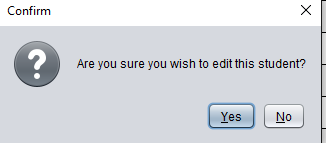 Confirm
Are you sure you wish to edit this student?
Yes No